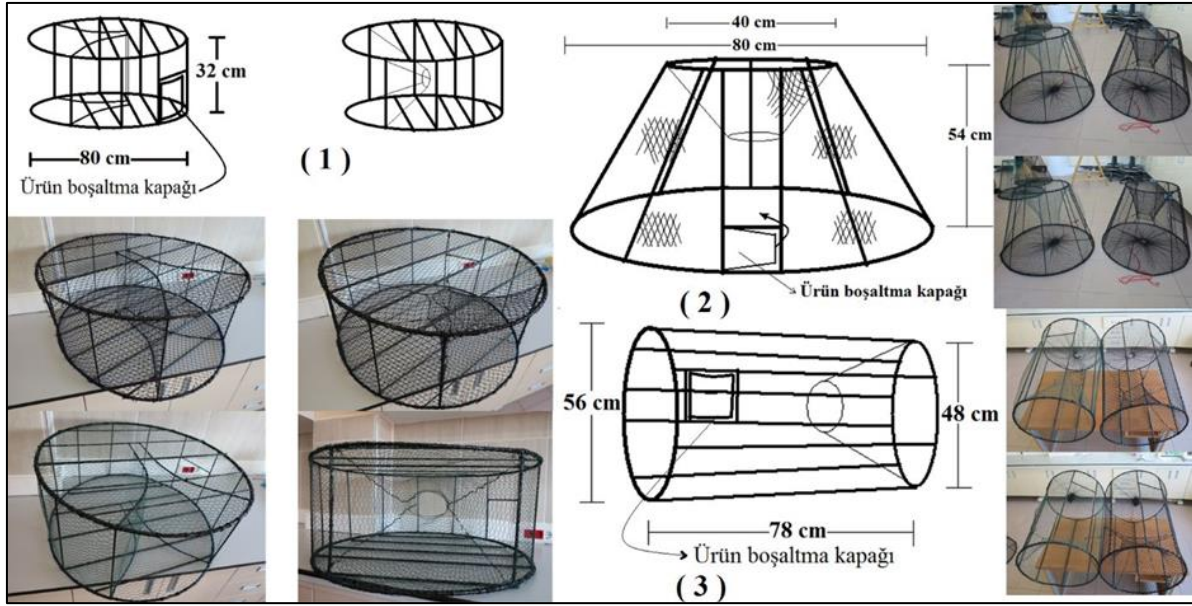 32 cm
80 cm
Ürün boşaltma kapağı
( 1 )
40 cm
80 cm
54 cm
( 2 )
Ürün boşaltma kapağı
56 cm
48 cm
78 cm
Ürün boşaltma kapağı
( 3 )